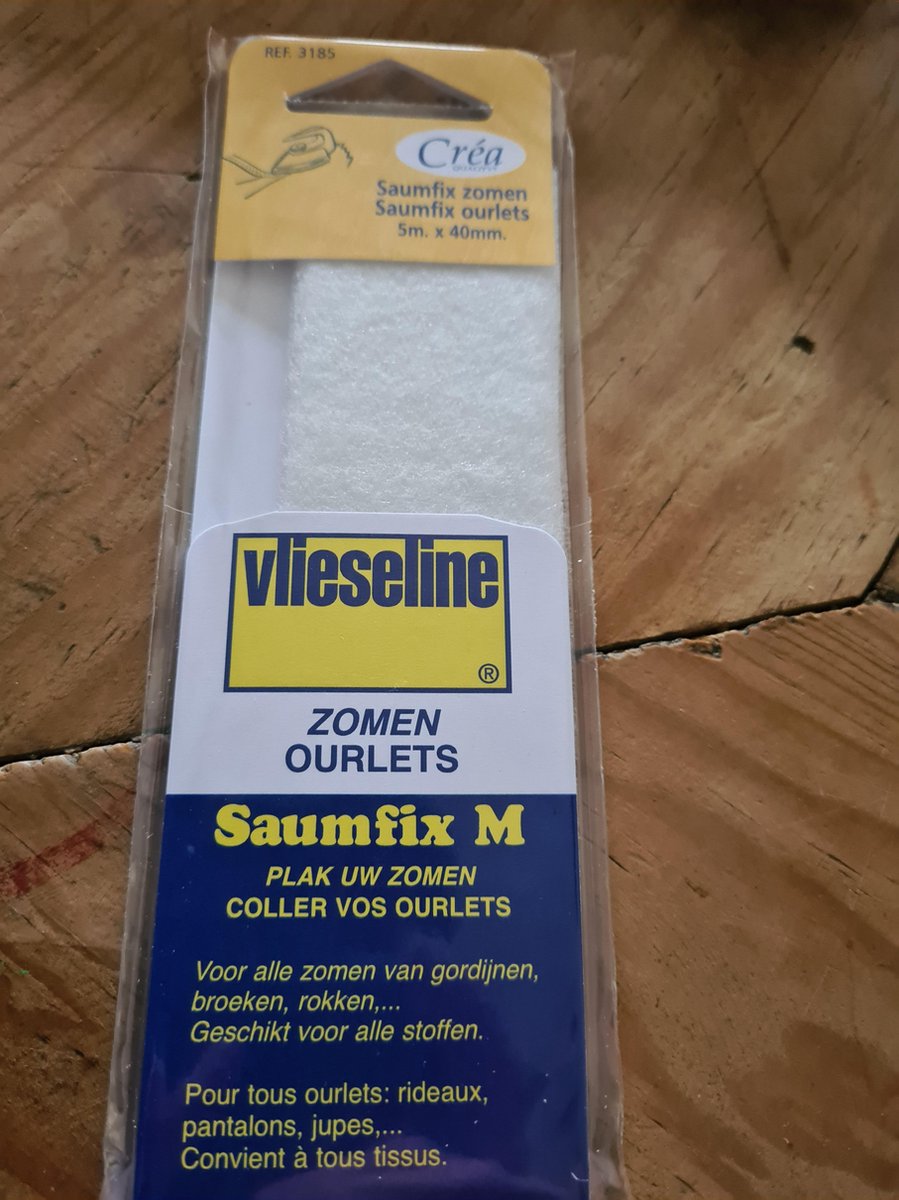 REF. 3185
Créa
QUALITY
Saumfix zomen
Saumfix ourlets
5m. x 40mm.
vlieseline
®
ZOMEN
OURLETS
Saumfix M
PLAK UW ZOMEN
COLLER VOS OURLETS
Voor alle zomen van gordijnen,
broeken, rokken,...
Geschikt voor alle stoffen.
Pour tous ourlets: rideaux,
pantalons, jupes,...
Convient à tous tissus.